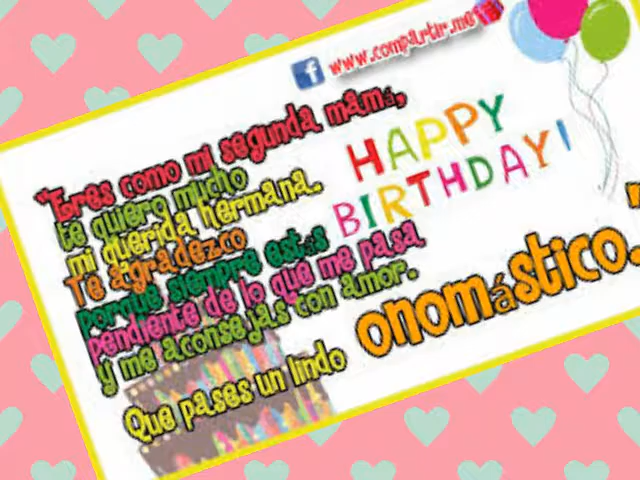 www.compartir.me
"Eres como mi segunda mamá,
te quiero mucho
mi querida hermana.
Te agradezco
porque siempre estás
pendiente de lo que me pasa
y me aconsejas con amor.
Que pases un lindo
onomástico."
HAPPY
BIRTHDAY!